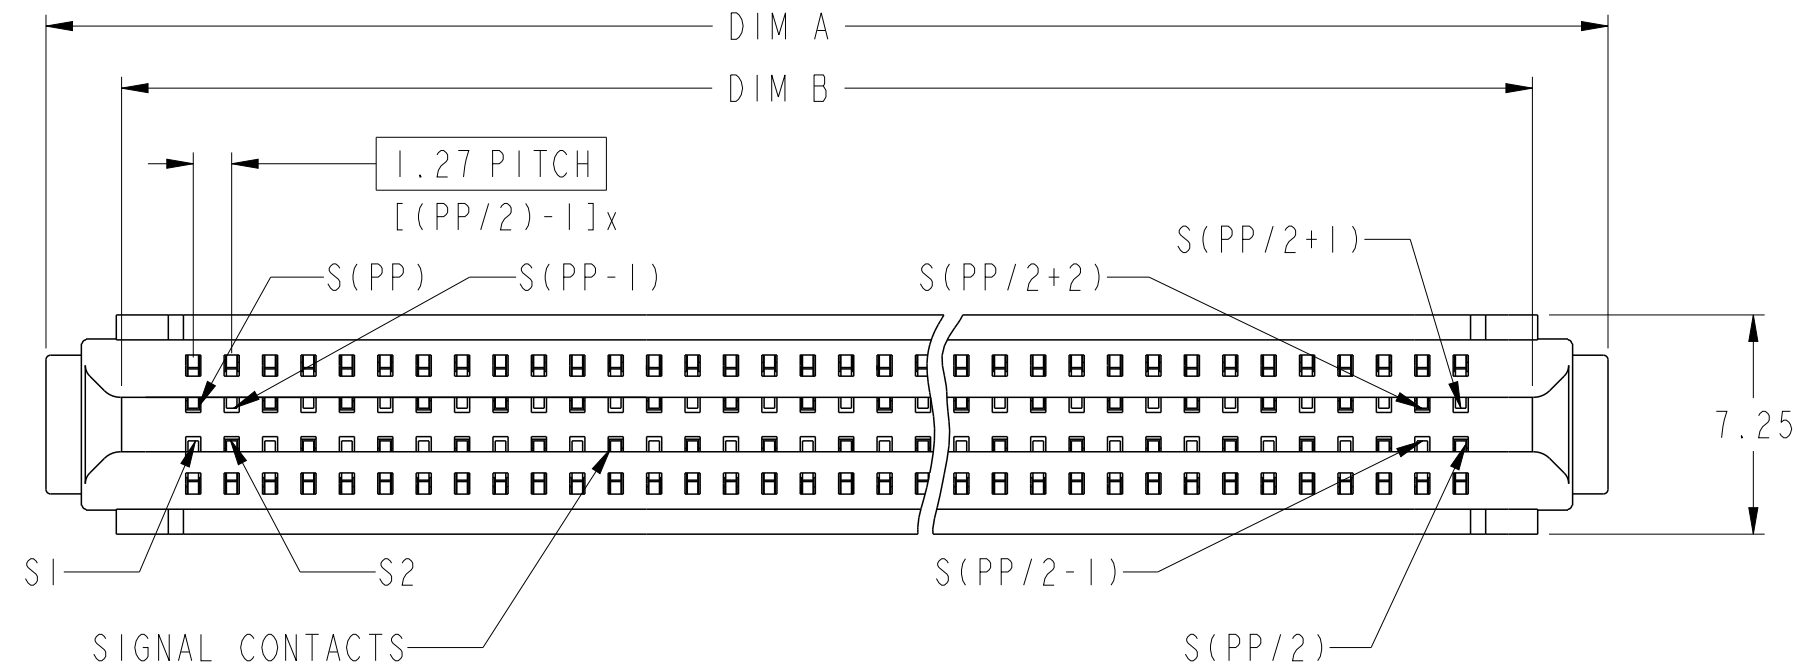 DIM A
DIM B
1.27 PITCH
[(PP/2)-1]x
S(PP/2+1)
S(PP)
S(PP-1)
S(PP/2+2)
7.25
S1
S2
S(PP/2-1)
SIGNAL CONTACTS
S(PP/2)